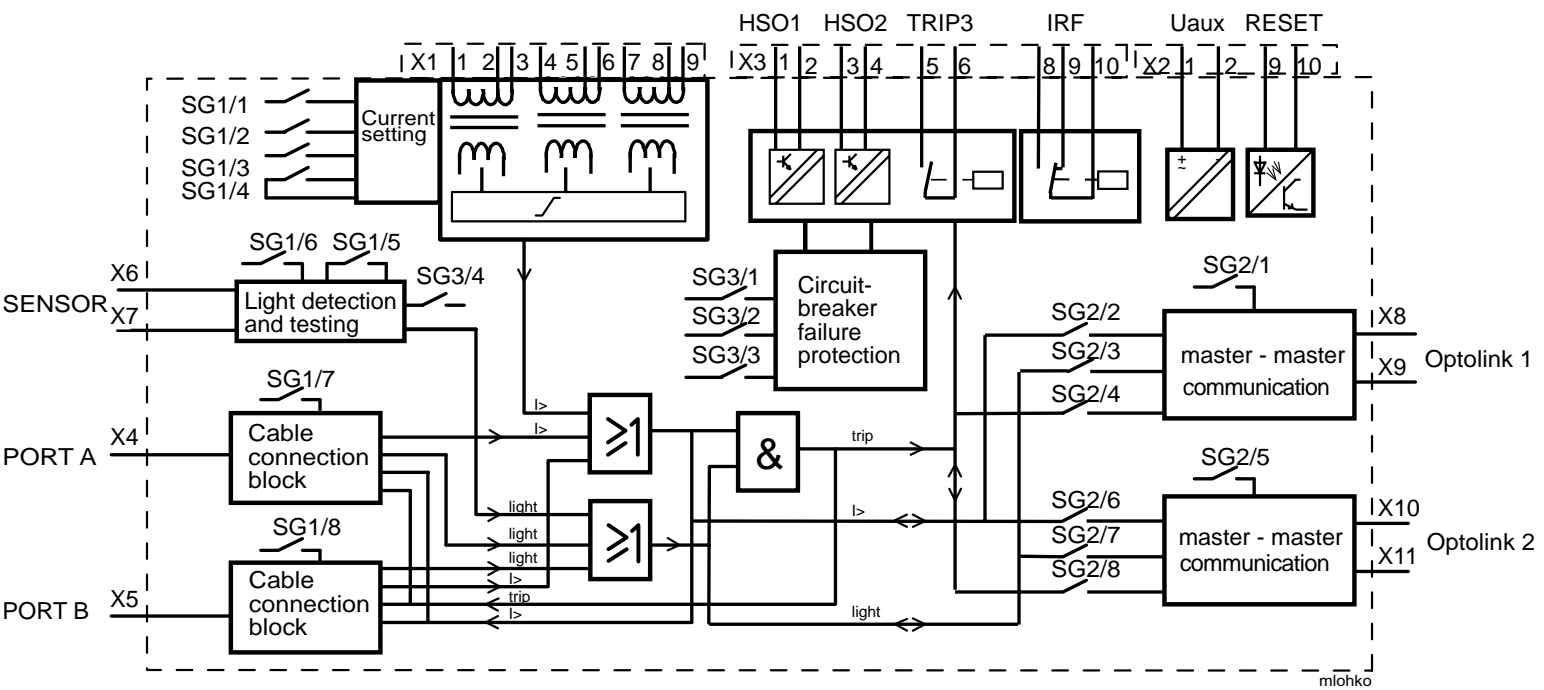 HSO1 HSO2 TRIP3 IRF Uaux RESET
X1 1 2 3 4 5 6 7 8 9
X3 1 2 3 4 5 6 8 9 10
X2 1 2 9 10
SG1/1
SG1/2
SG1/3
SG1/4
Current
setting
+
~
-
SG1/6 SG1/5
SG3/4
X6
SENSOR
X7
Light detection
and testing
SG3/1
SG3/2
SG3/3
Circuit-
breaker
failure
protection
SG2/1
SG2/2
SG2/3
SG2/4
master - master
communication
X8
X9
Optolink 1
SG1/7
X4
PORT A
Cable
connection
block
I>
I>
≥1
&
trip
SG2/5
SG2/6
SG2/7
SG2/8
master - master
communication
X10
X11
Optolink 2
light
light
light
I>
trip
I>
≥1
I>
light
SG1/8
X5
PORT B
Cable
connection
block
mlohko